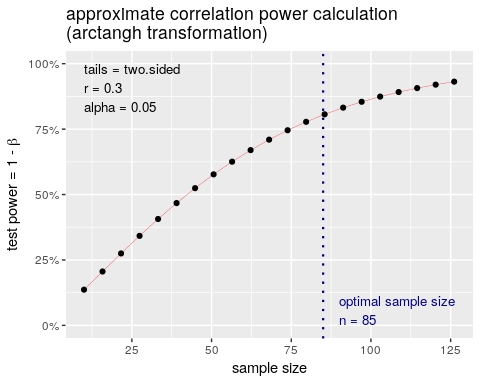 approximate correlation power calculation
(arctangh transformation)
tails = two.sided
r = 0.3
alpha = 0.05
100%
75%
50%
25%
0%
test power = 1 - β
optimal sample size
n = 85
25
50
75
100
125
sample size